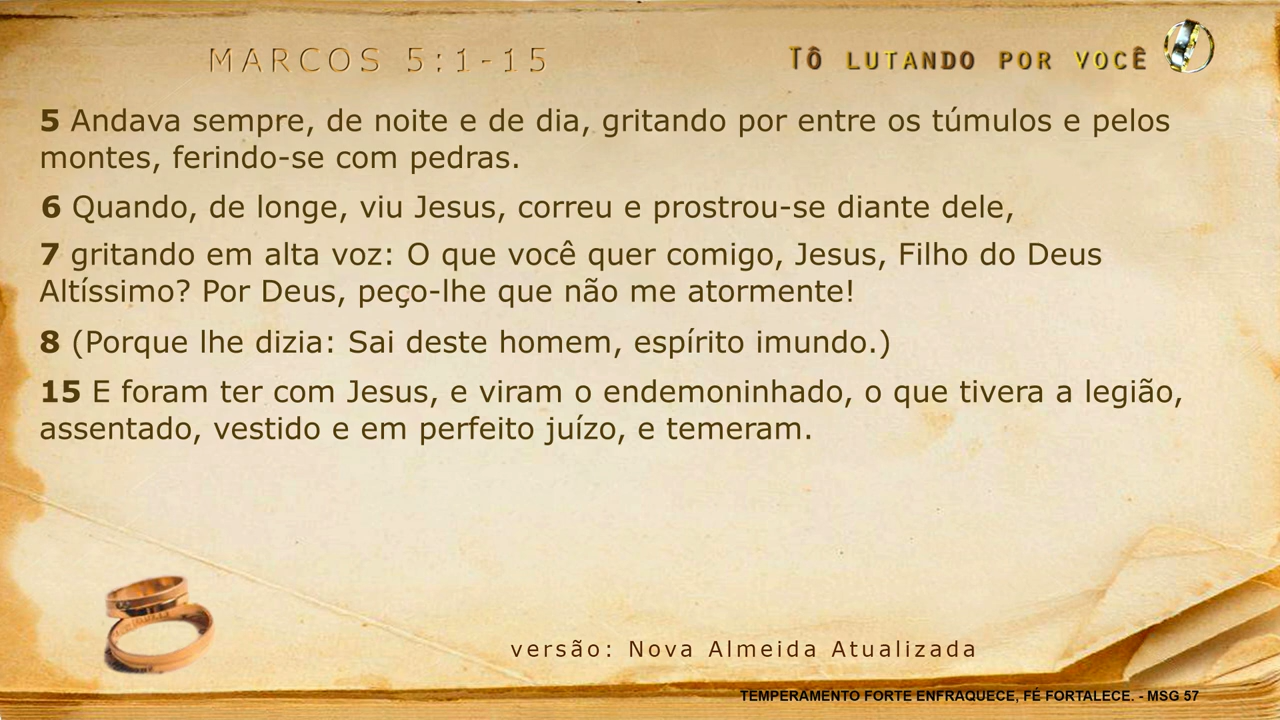 MARCOS 5:1-15
TÔ LUTANDO POR VOCÊ
5 Andava sempre, de noite e de dia, gritando por entre os túmulos e pelos
montes, ferindo-se com pedras.
6 Quando, de longe, viu Jesus, correu e prostrou-se diante dele,
7 gritando em alta voz: O que você quer comigo, Jesus, Filho do Deus
Altíssimo? Por Deus, peço-lhe que não me atormente!
8 (Porque lhe dizia: Sai deste homem, espírito imundo.)
15 E foram ter com Jesus, e viram o endemoninhado, o que tivera a legião,
assentado, vestido e em perfeito juízo, e temeram.
versão: Nova Almeida Atualizada
TEMPERAMENTO FORTE ENFRAQUECE, FÉ FORTALECE. - MSG 57